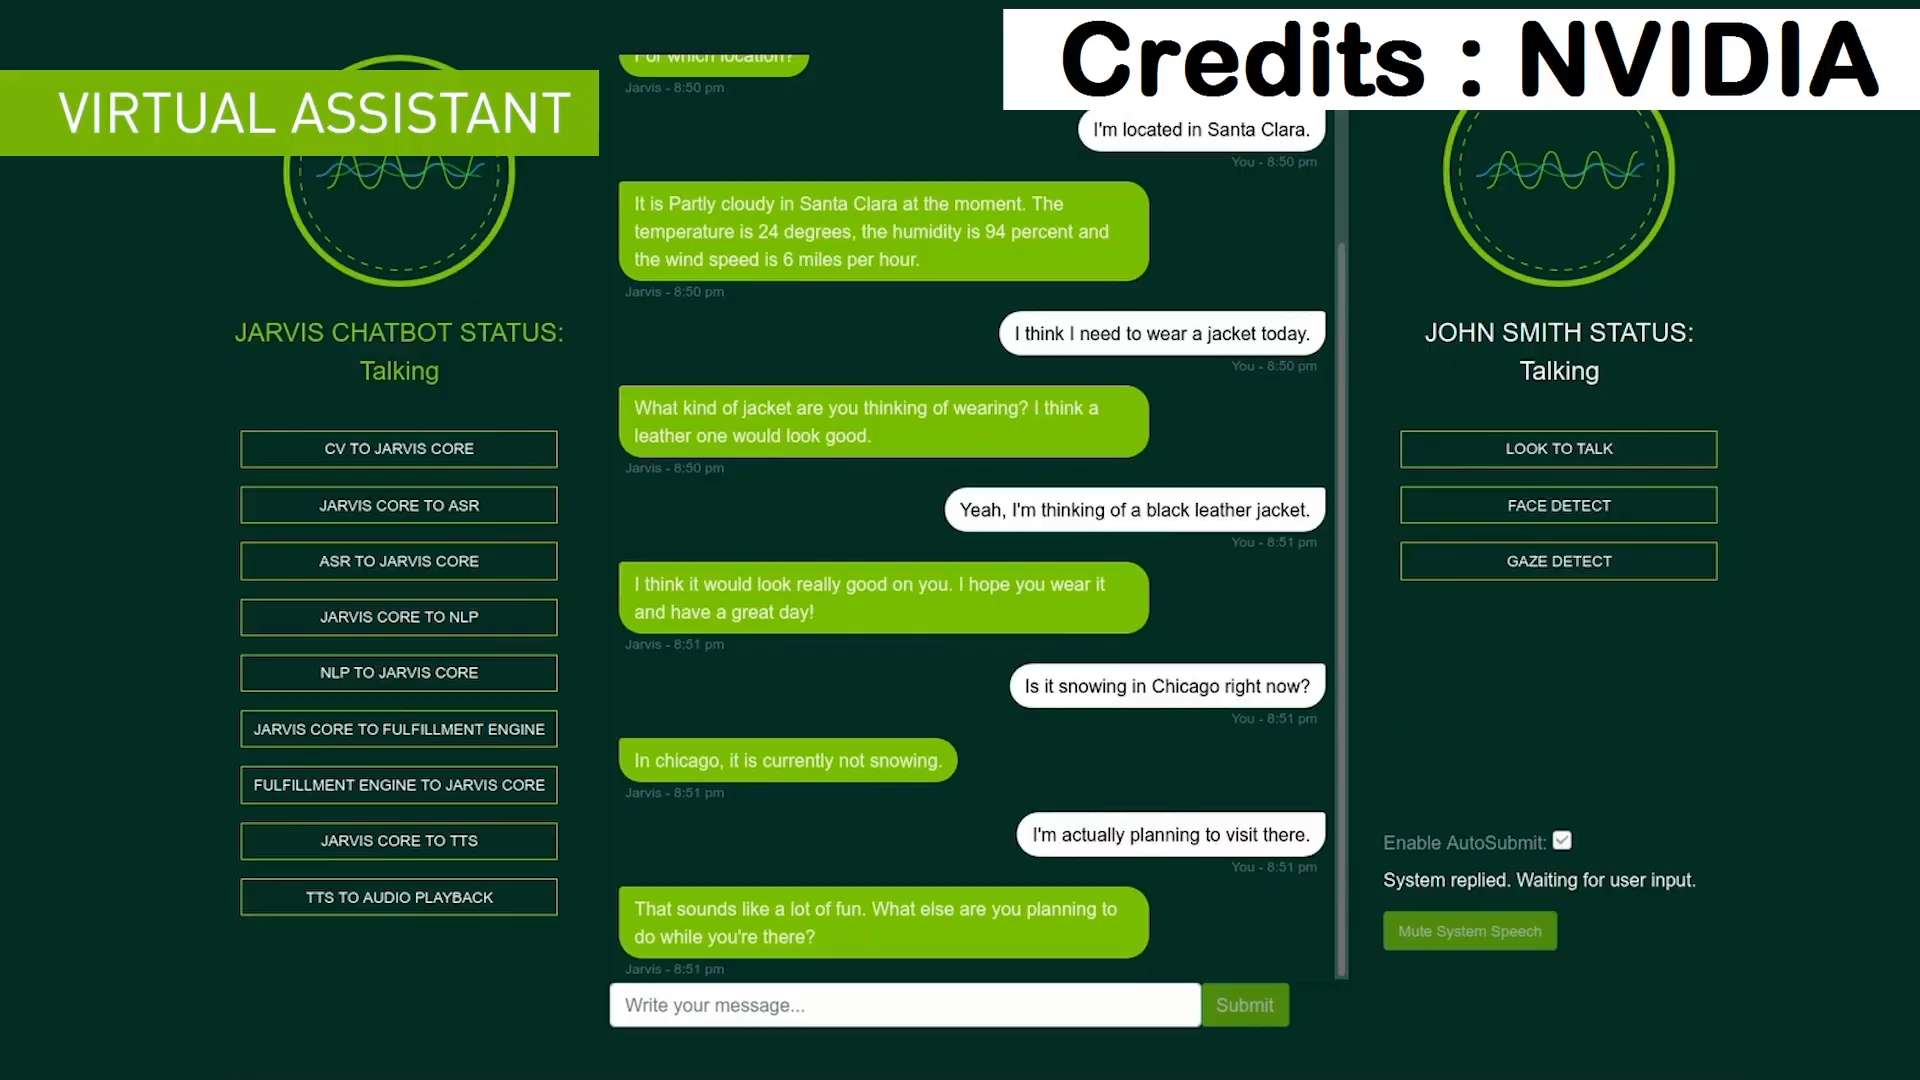 Credits : NVIDIA
VIRTUAL ASSISTANT
JARVIS CHATBOT STATUS:
Talking
CV TO JARVIS CORE
JARVIS CORE TO ASR
ASR TO JARVIS CORE
JARVIS CORE TO NLP
NLP TO JARVIS CORE
JARVIS CORE TO FULFILLMENT ENGINE
FULFILLMENT ENGINE TO JARVIS CORE
JARVIS CORE TO TTS
TTS TO AUDIO PLAYBACK
For which location?
Jarvis - 8:50 pm
I'm located in Santa Clara.
You - 8:50 pm
It is Partly cloudy in Santa Clara at the moment. The
temperature is 24 degrees, the humidity is 94 percent and
the wind speed is 6 miles per hour.
Jarvis - 8:50 pm
I think I need to wear a jacket today.
You - 8:50 pm
What kind of jacket are you thinking of wearing? I think a
leather one would look good.
Jarvis - 8:50 pm
Yeah, I'm thinking of a black leather jacket.
You - 8:51 pm
I think it would look really good on you. I hope you wear it
and have a great day!
Jarvis - 8:51 pm
Is it snowing in Chicago right now?
You - 8:51 pm
In chicago, it is currently not snowing.
Jarvis - 8:51 pm
I'm actually planning to visit there.
You - 8:51 pm
That sounds like a lot of fun. What else are you planning to
do while you're there?
Jarvis - 8:51 pm
Write your message...
Submit
JOHN SMITH STATUS:
Talking
LOOK TO TALK
FACE DETECT
GAZE DETECT
Enable AutoSubmit:
System replied. Waiting for user input.
Mute System Speech